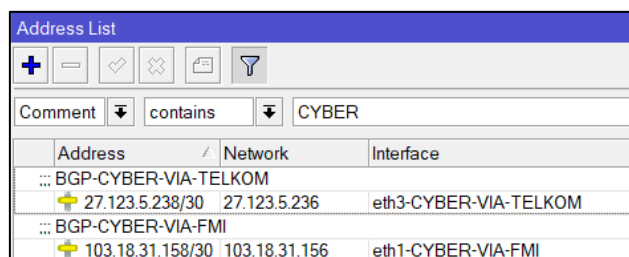 Address List
Comment contains CYBER
Address Network Interface
;;; BGP-CYBER-VIA-TELKOM
27.123.5.238/30 27.123.5.236 eth3-CYBER-VIA-TELKOM
;;; BGP-CYBER-VIA-FMI
103.18.31.158/30 103.18.31.156 eth1-CYBER-VIA-FMI